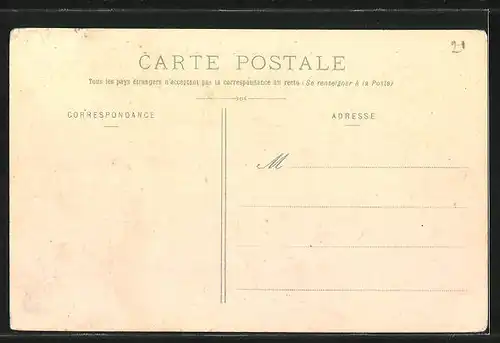 21
CARTE POSTALE
Tous les pays étrangers n'acceptent pas la correspondance au recto (Se renseigner à la Poste)
CORRESPONDANCE
ADRESSE
M